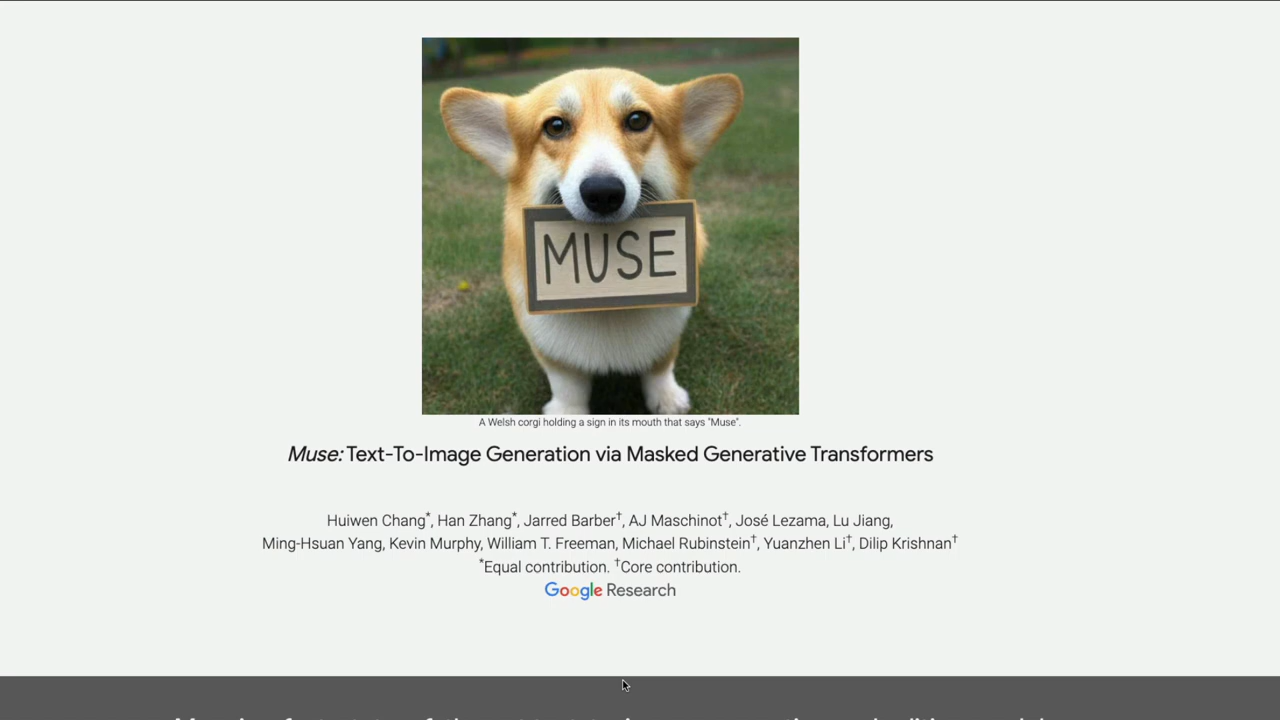 MUSE
A Welsh corgi holding a sign in its mouth that says "Muse".
Muse: Text-To-Image Generation via Masked Generative Transformers
Huiwen Chang*, Han Zhang*, Jarred Barber†, AJ Maschinot†, José Lezama, Lu Jiang,
Ming-Hsuan Yang, Kevin Murphy, William T. Freeman, Michael Rubinstein†, Yuanzhen Li†, Dilip Krishnan†
*Equal contribution. †Core contribution.
Google Research